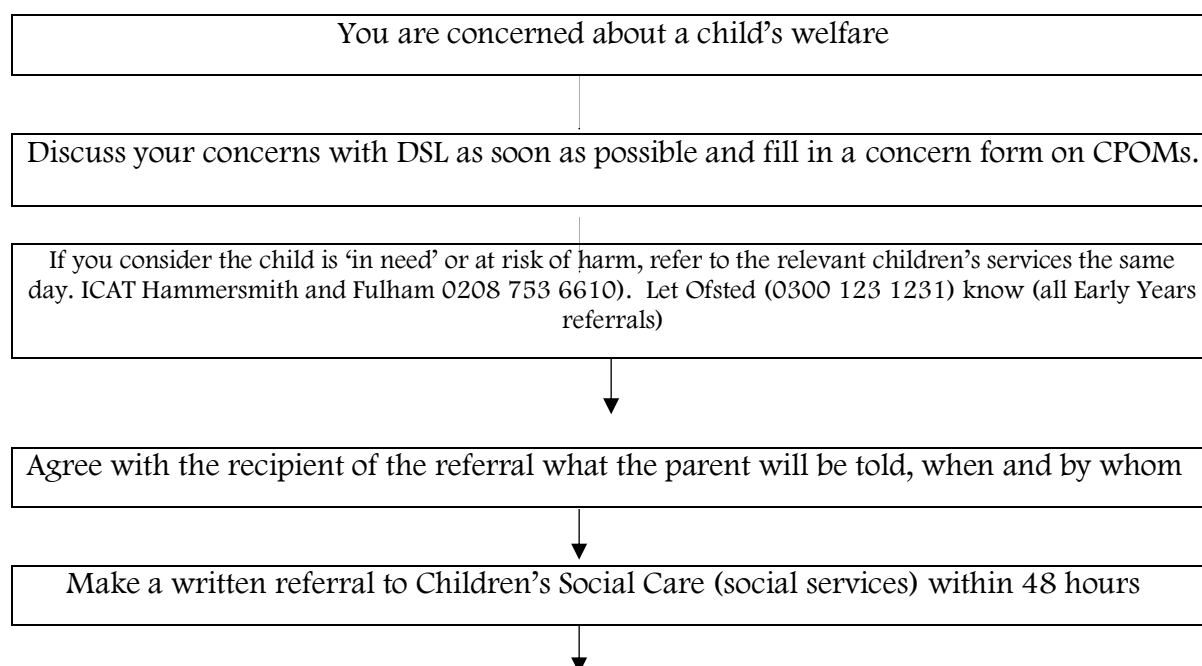 You are concerned about a child’s welfare
Discuss your concerns with DSL as soon as possible and fill in a concern form on CPOMs.
If you consider the child is ‘in need’ or at risk of harm, refer to the relevant children’s services the same
day. ICAT Hammersmith and Fulham 0208 753 6610).  Let Ofsted (0300 123 1231) know (all Early Years
referrals)
Agree with the recipient of the referral what the parent will be told, when and by whom
Make a written referral to Children’s Social Care (social services) within 48 hours